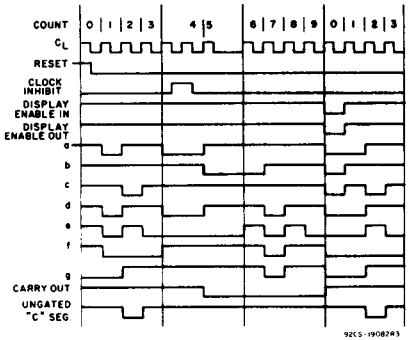 COUNT 0 1 2 3 4 5 6 7 8 9 0 1 2 3
CL
RESET
CLOCK
INHIBIT
DISPLAY
ENABLE IN
DISPLAY
ENABLE OUT
a
b
c
d
e
f
g
CARRY OUT
UNGATED
"C" SEG.
92CS-19082R3